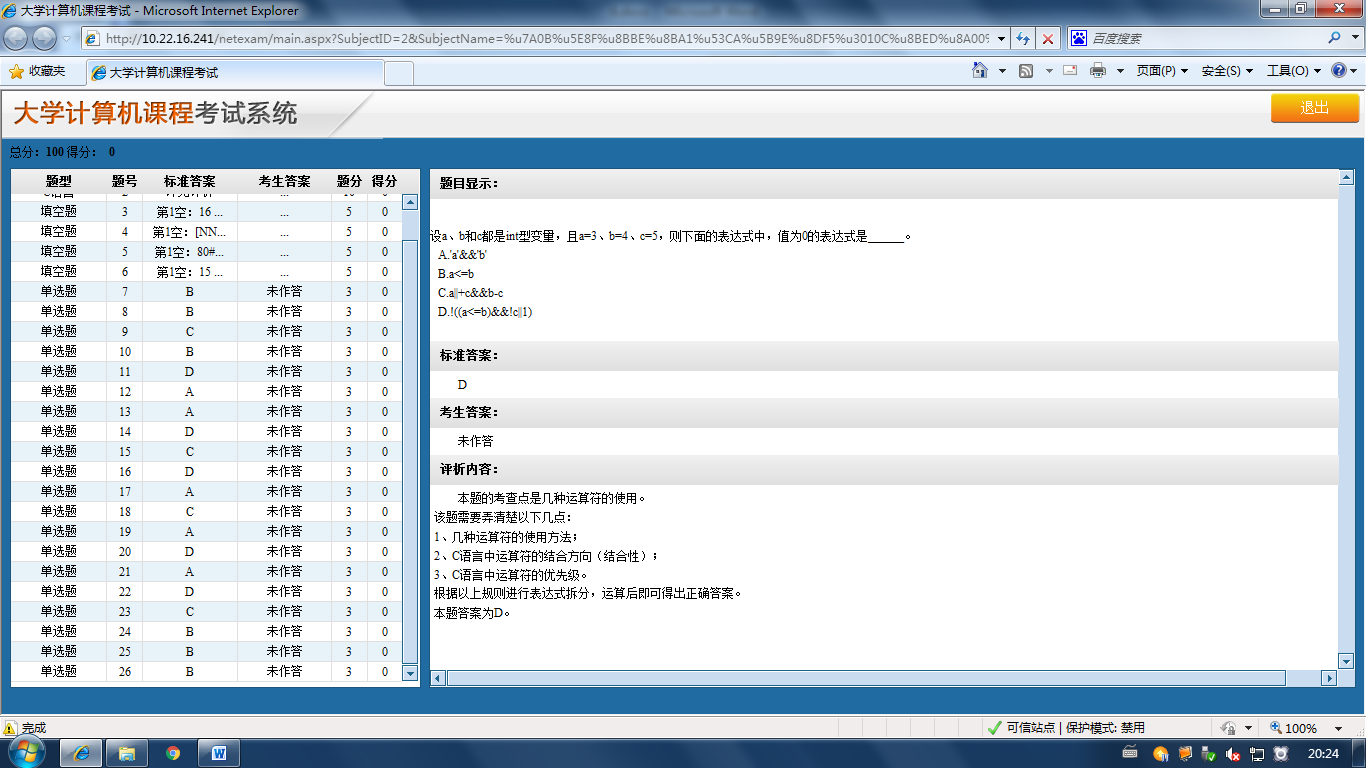 大学计算机课程考试 - Microsoft Internet Explorer
http://10.22.16.241/netexam/main.aspx?SubjectID=2&SubjectName=%u7A0B%u5E8F%u8BBE%u8BA1%u53CA%u5B9E%u8DF5%u3010C%u8BED%u8A00%
百度搜索
收藏夹
大学计算机课程考试
页面(P)
安全(S)
工具(O)
大学计算机课程考试系统
退出
总分：100 得分： 0
题型 题号 标准答案 考生答案 题分 得分
填空题 3 第1空：16 ... ... 5 0
填空题 4 第1空：[NN... ... 5 0
填空题 5 第1空：80#... ... 5 0
填空题 6 第1空：15 ... ... 5 0
单选题 7 B 未作答 3 0
单选题 8 B 未作答 3 0
单选题 9 C 未作答 3 0
单选题 10 B 未作答 3 0
单选题 11 D 未作答 3 0
单选题 12 A 未作答 3 0
单选题 13 A 未作答 3 0
单选题 14 D 未作答 3 0
单选题 15 C 未作答 3 0
单选题 16 D 未作答 3 0
单选题 17 A 未作答 3 0
单选题 18 C 未作答 3 0
单选题 19 A 未作答 3 0
单选题 20 D 未作答 3 0
单选题 21 A 未作答 3 0
单选题 22 D 未作答 3 0
单选题 23 C 未作答 3 0
单选题 24 B 未作答 3 0
单选题 25 B 未作答 3 0
单选题 26 B 未作答 3 0
题目显示：
设a、b和c都是int型变量，且a=3、b=4、c=5，则下面的表达式中，值为0的表达式是______。
A.'a'&&'b'
B.a<=b
C.a||+c&&b-c
D.!((a<=b)&&!c||1)
标准答案：
D
考生答案：
未作答
评析内容：
本题的考查点是几种运算符的使用。
该题需要弄清楚以下几点：
1、几种运算符的使用方法；
2、C语言中运算符的结合方向（结合性）；
3、C语言中运算符的优先级。
根据以上规则进行表达式拆分，运算后即可得出正确答案。
本题答案为D。
完成
可信站点 | 保护模式: 禁用
100%
20:24